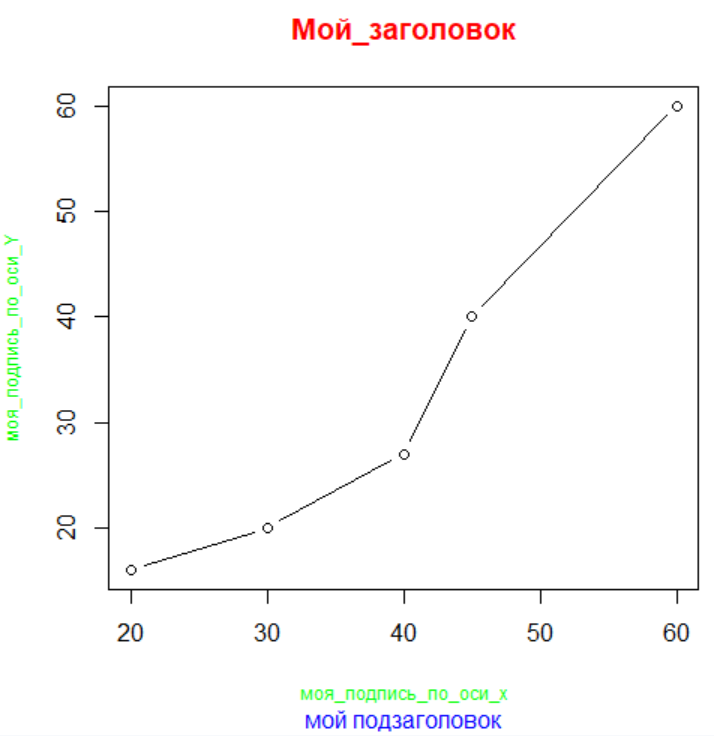 Мой_заголовок
60
50
40
30
20
моя_подпись_по_оси_Y
20 30 40 50 60
моя_подпись_по_оси_x
мой подзаголовок